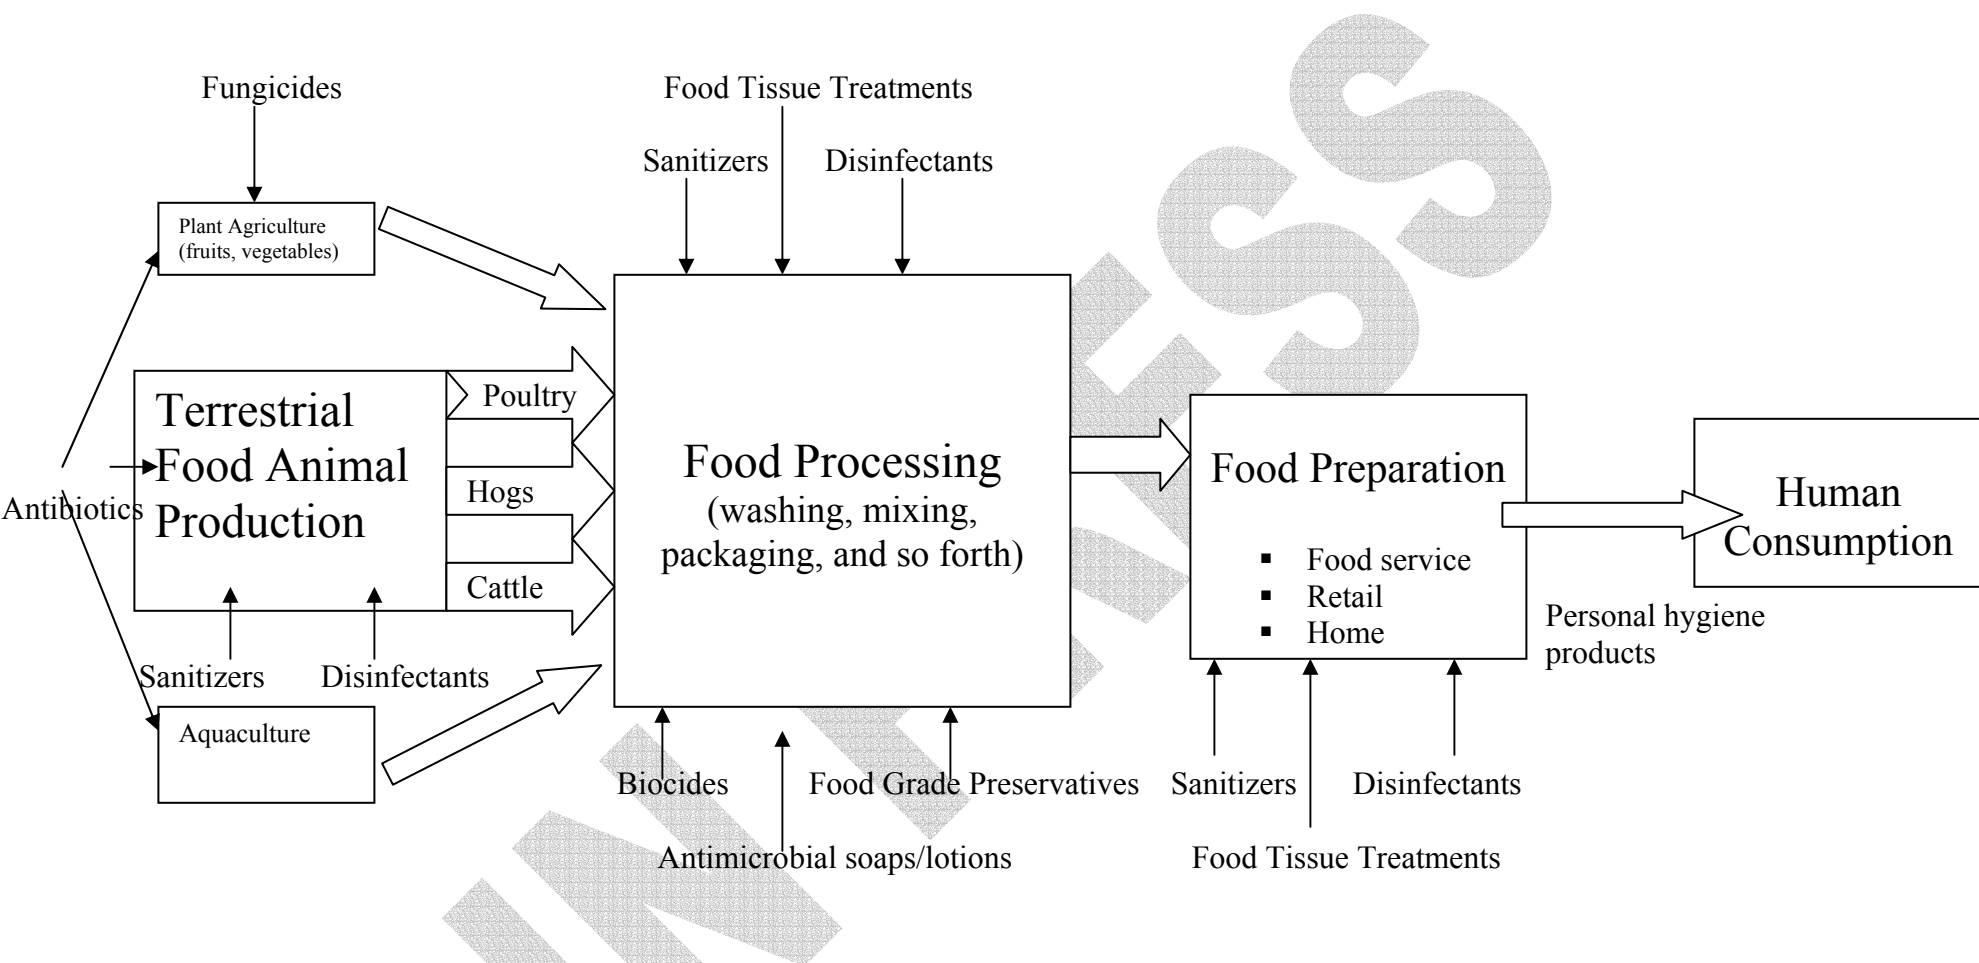 Fungicides
Food Tissue Treatments
Sanitizers
Disinfectants
Plant Agriculture
(fruits, vegetables)
Antibiotics
Terrestrial
Food Animal
Production
Poultry
Hogs
Cattle
Sanitizers
Disinfectants
Aquaculture
Food Processing
(washing, mixing,
packaging, and so forth)
Biocides
Food Grade Preservatives
Antimicrobial soaps/lotions
Food Preparation
▪ Food service
▪ Retail
▪ Home
Sanitizers
Disinfectants
Food Tissue Treatments
Personal hygiene
products
Human
Consumption